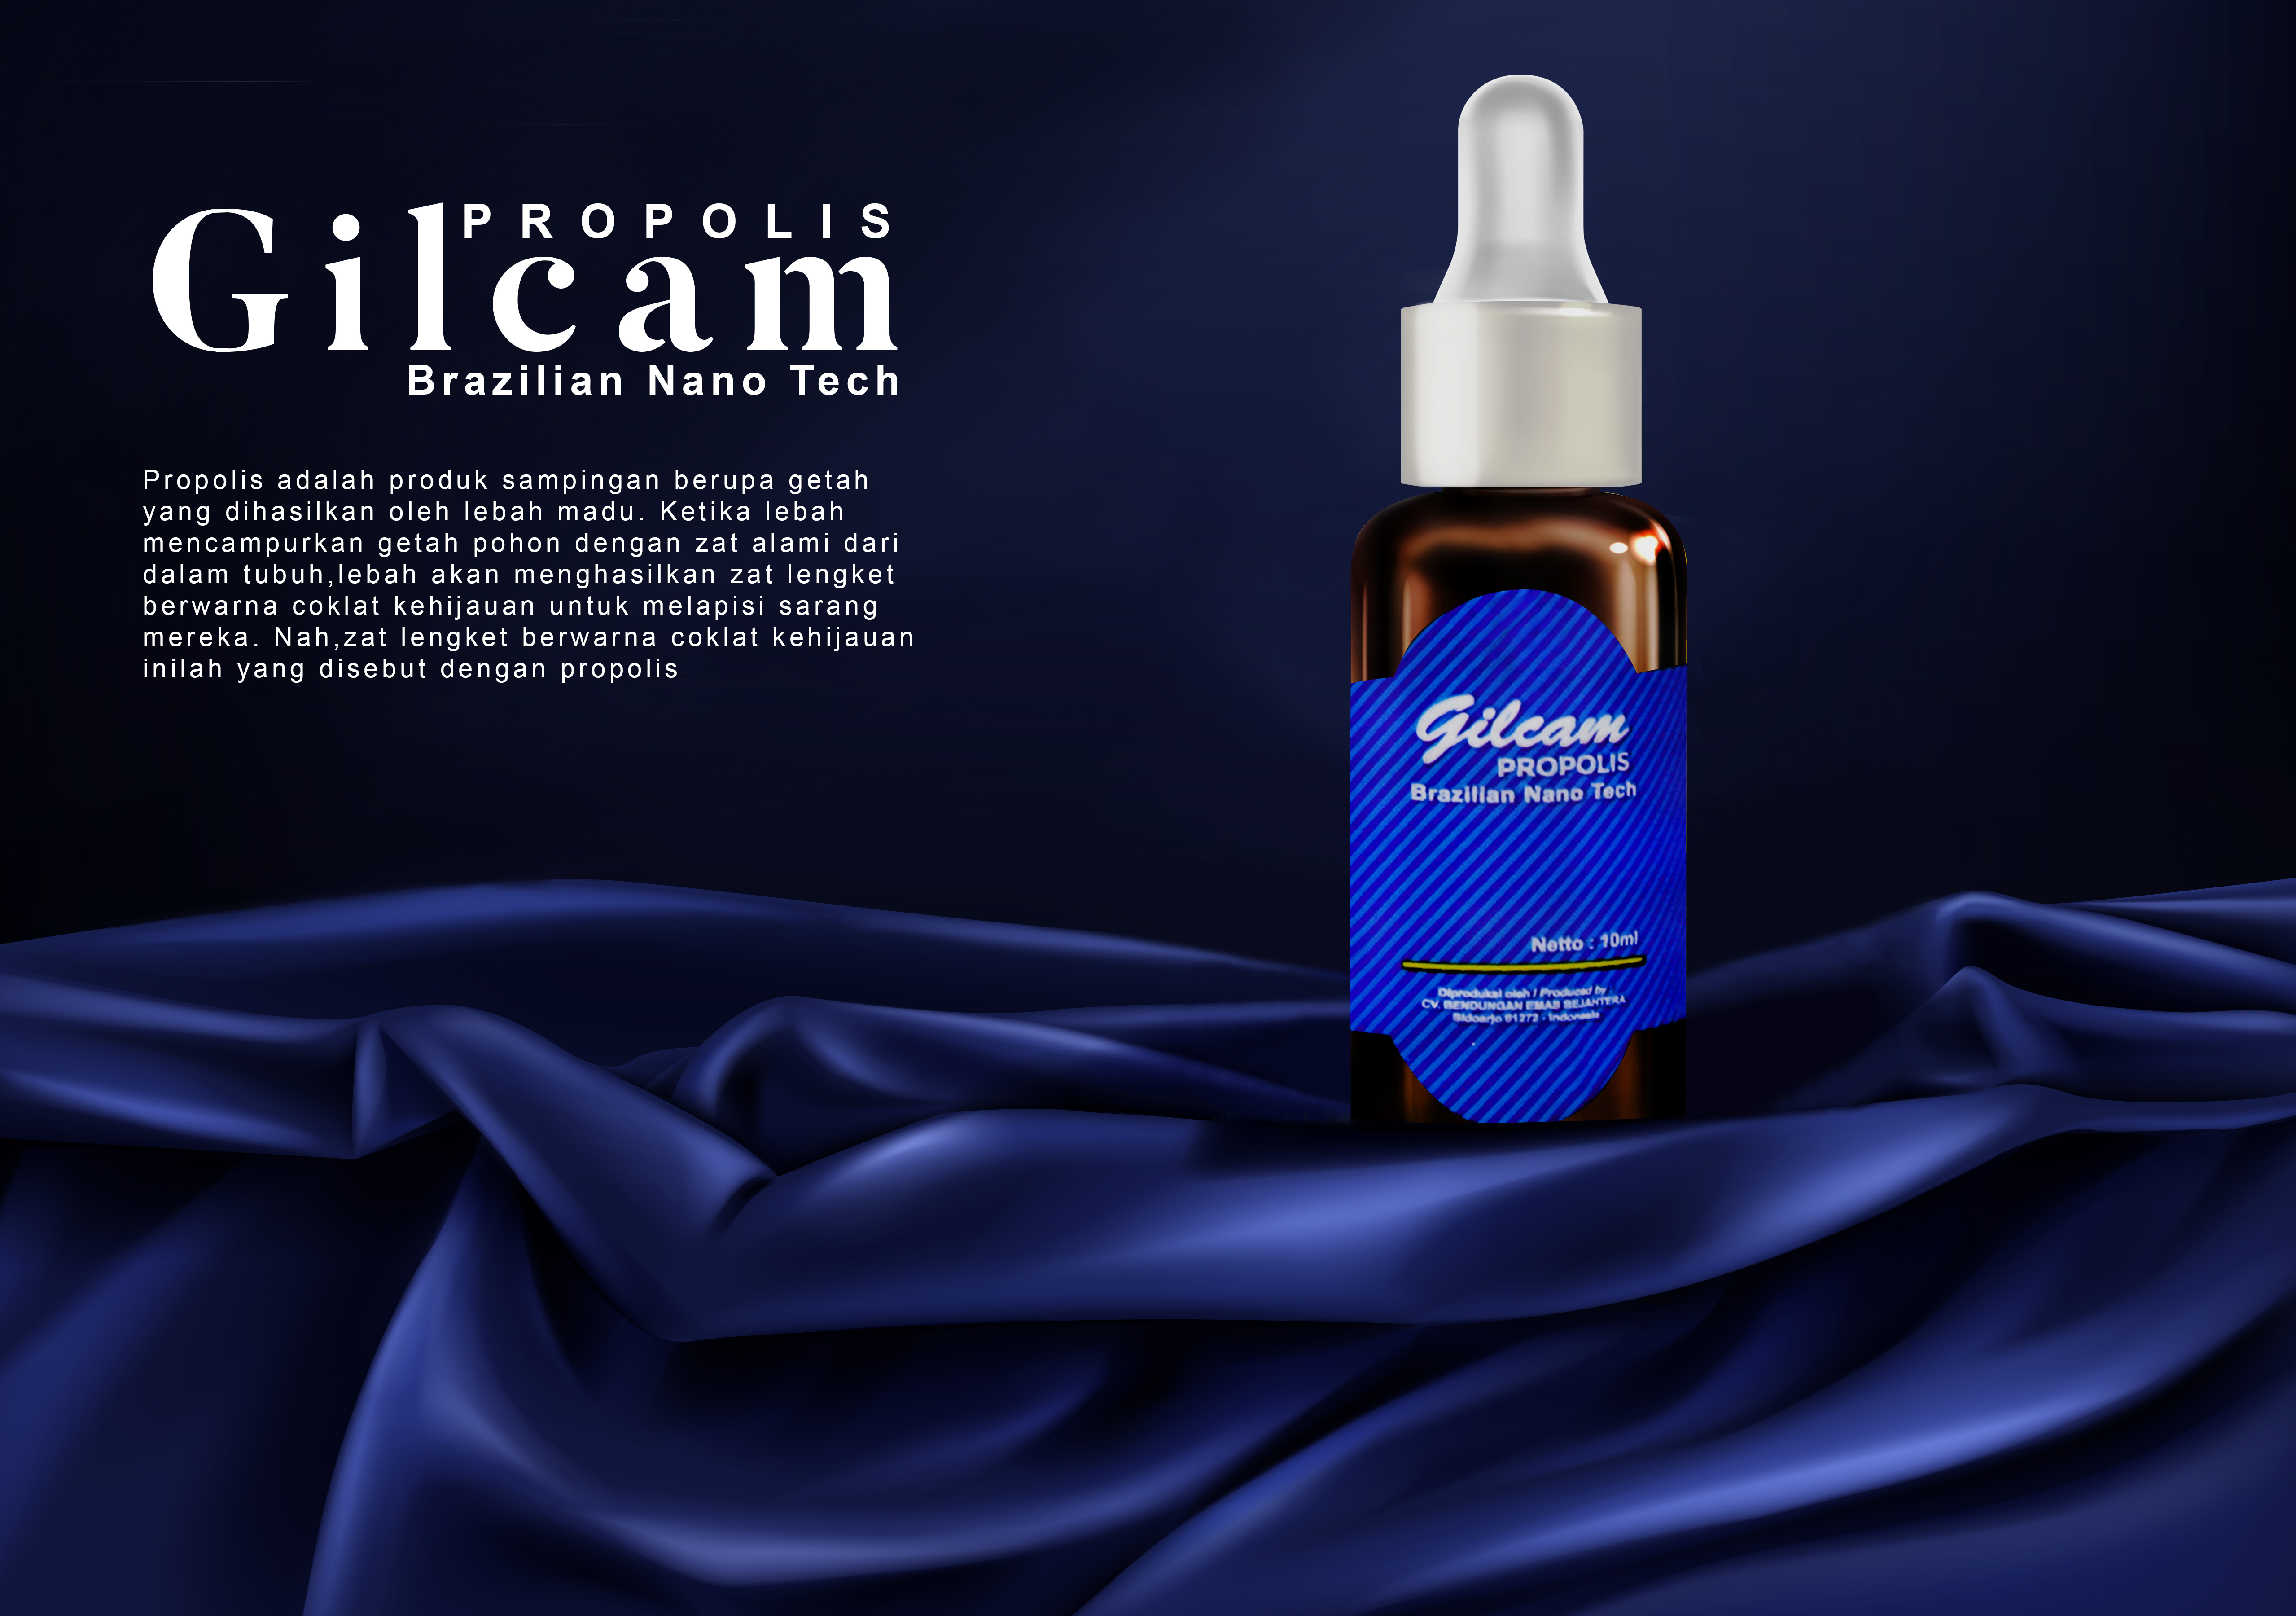 PROPOLIS
Gilcam
Brazilian Nano Tech
Propolis adalah produk sampingan berupa getah
yang dihasilkan oleh lebah madu. Ketika lebah
mencampurkan getah pohon dengan zat alami dari
dalam tubuh,lebah akan menghasilkan zat lengket
berwarna coklat kehijauan untuk melapisi sarang
mereka. Nah,zat lengket berwarna coklat kehijauan
inilah yang disebut dengan propolis
Gilcam
PROPOLIS
Brazilian Nano Tech
Netto : 10ml
Diproduksi oleh / Produced by :
CV. BENDUNGAN EMAS SEJAHTERA
Sidoarjo 61272 - Indonesia